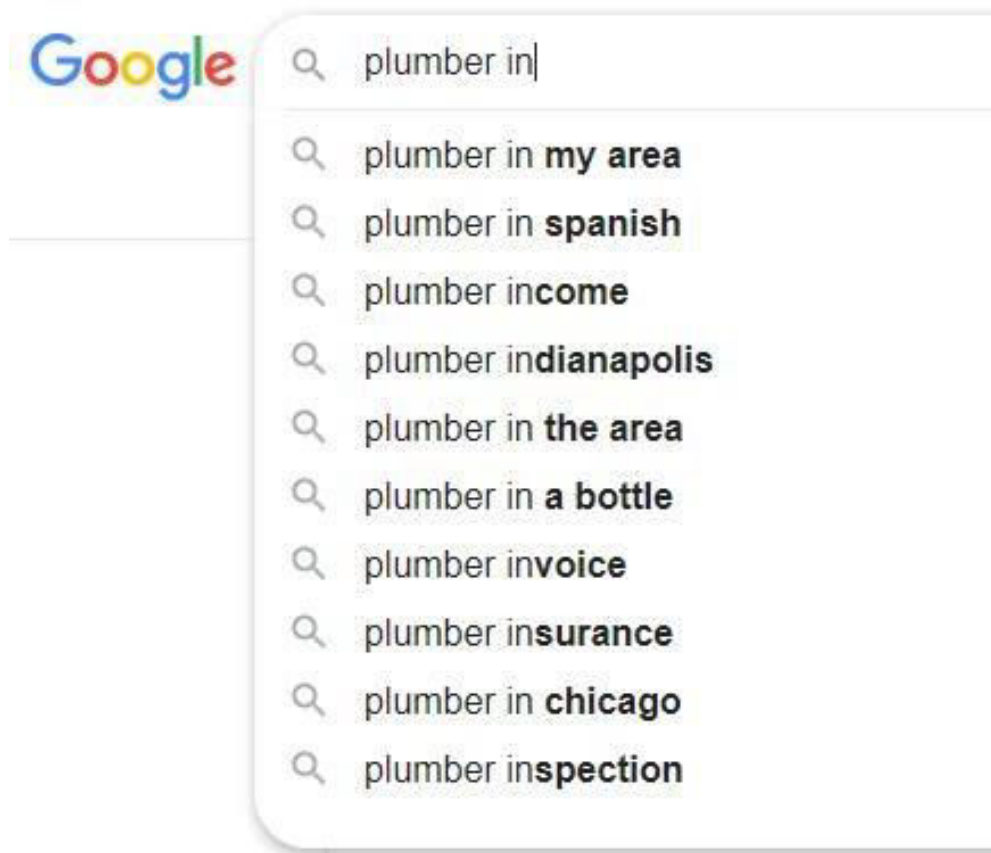 Google
plumber in
plumber in my area
plumber in spanish
plumber income
plumber indianapolis
plumber in the area
plumber in a bottle
plumber invoice
plumber insurance
plumber in chicago
plumber inspection